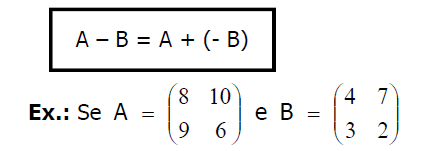 A – B = A + (- B)
Ex.: Se A = (8 10) e B = (4 7)
(9 6) (3 2)